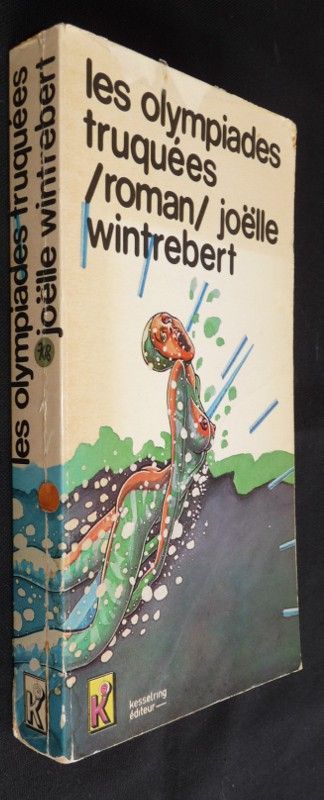 les olympiades
truquées
/roman/ joëlle
wintrebert
les olympiades truquées
joëlle wintrebert
K
kesselring
éditeur
K